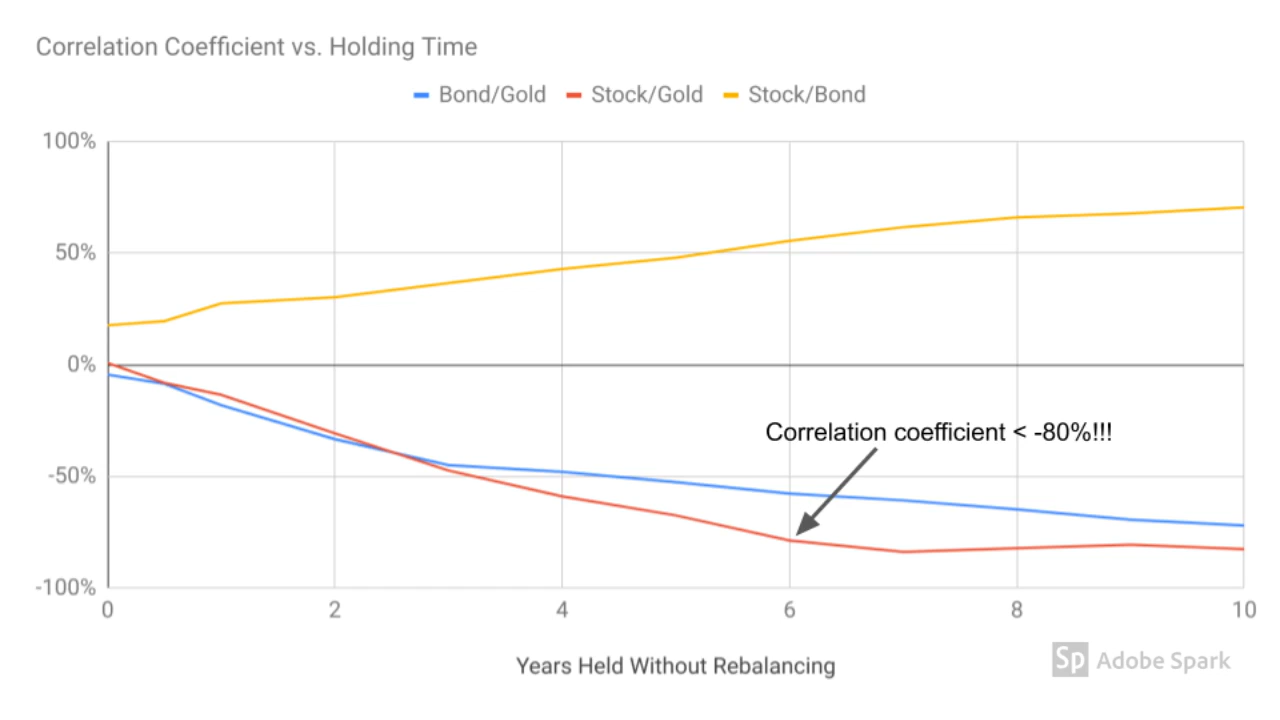 Correlation Coefficient vs. Holding Time
Bond/Gold Stock/Gold Stock/Bond
100%
50%
0%
Correlation coefficient < -80%!!!
-50%
-100%
0 2 4 6 8 10
Years Held Without Rebalancing
Sp Adobe Spark